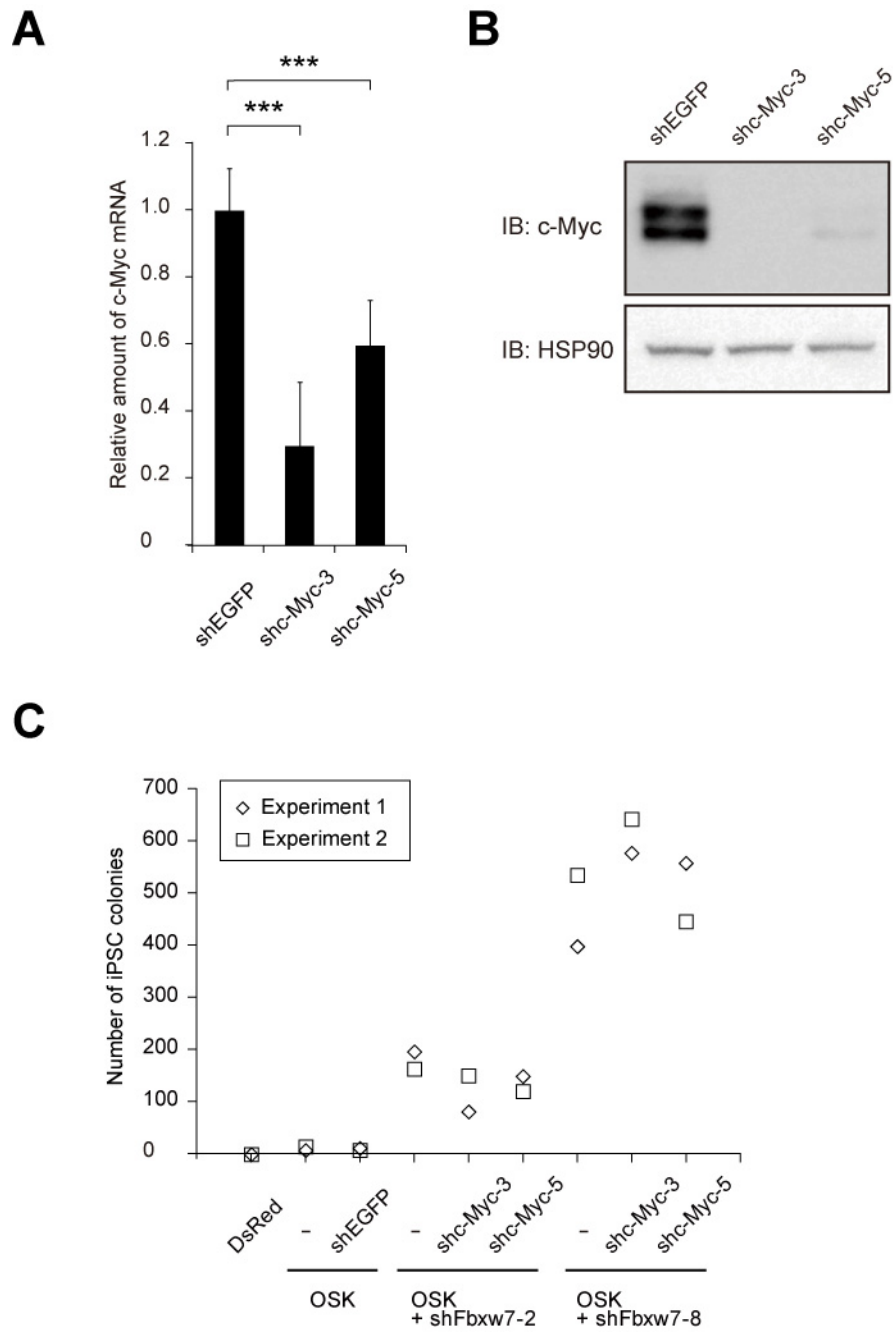 A
***
***
1.2
1.0
0.8
0.6
0.4
0.2
0
Relative amount of c-Myc mRNA
shEGFP
shc-Myc-3
shc-Myc-5
B
shEGFP
shc-Myc-3
shc-Myc-5
IB: c-Myc
IB: HSP90
C
700
600
500
400
300
200
100
0
Number of iPSC colonies
Experiment 1
Experiment 2
DsRed
–
shEGFP
–
shc-Myc-3
shc-Myc-5
–
shc-Myc-3
shc-Myc-5
OSK
OSK
+ shFbxw7-2
OSK
+ shFbxw7-8